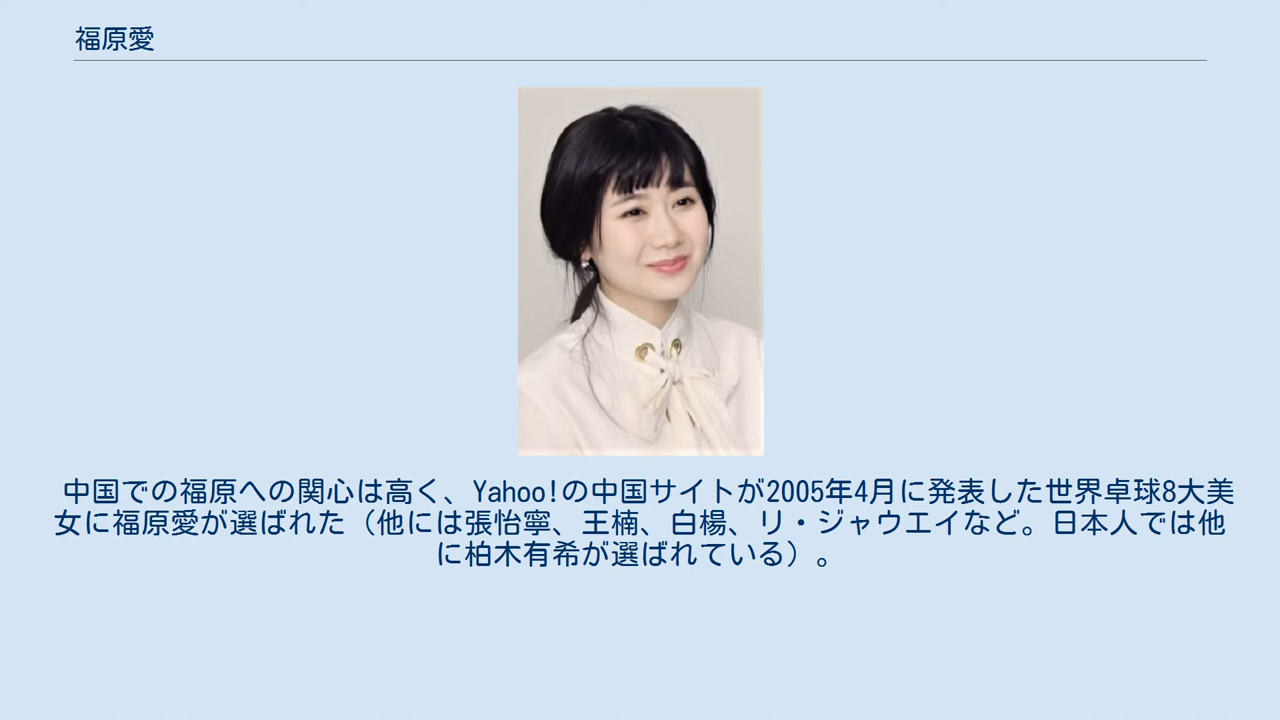 福原愛
中国での福原への関心は高く、Yahoo!の中国サイトが2005年4月に発表した世界卓球8大美
女に福原愛が選ばれた（他には張怡寧、王楠、白楊、リ・ジャウエイなど。日本人では他
に柏木有希が選ばれている）。